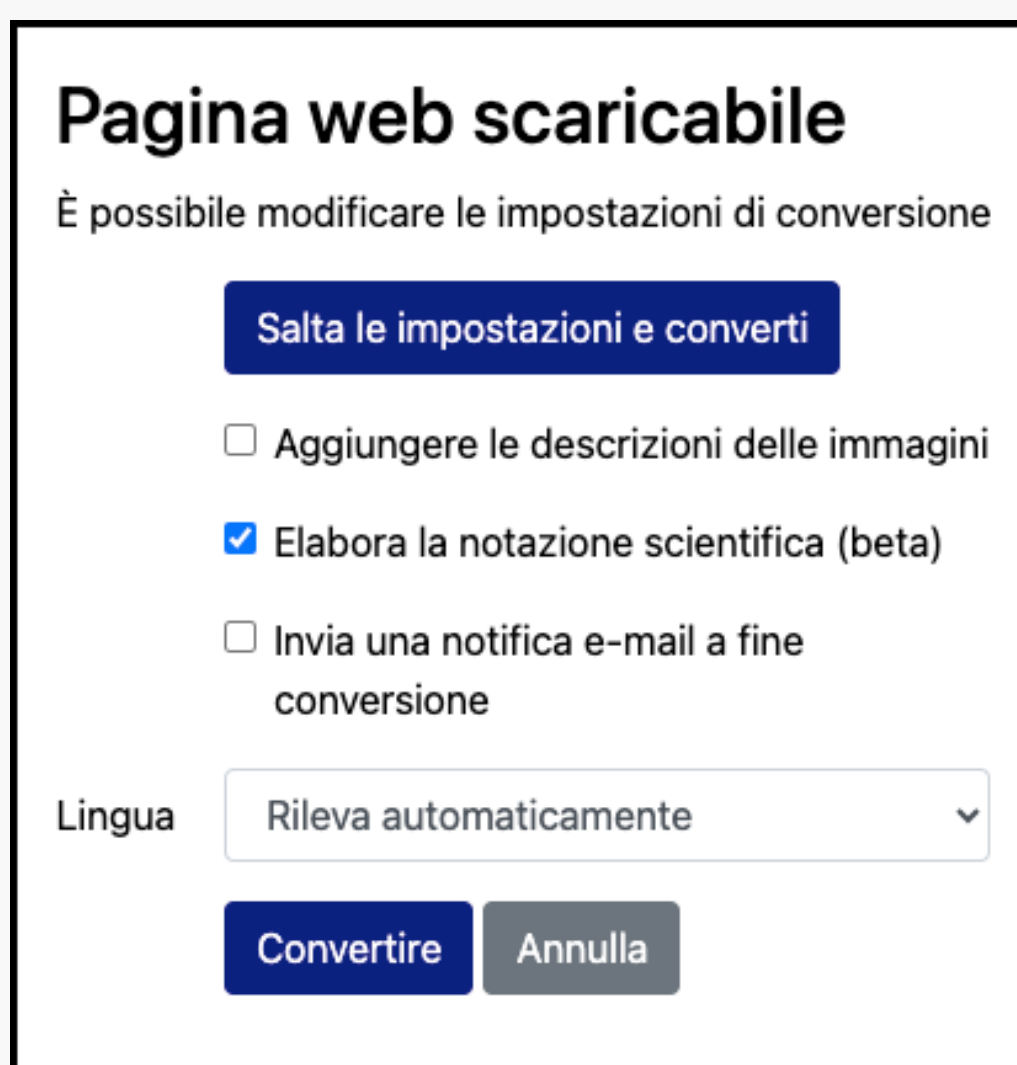 Pagina web scaricabile
È possibile modificare le impostazioni di conversione
Salta le impostazioni e converti
Aggiungere le descrizioni delle immagini
Elabora la notazione scientifica (beta)
Invia una notifica e-mail a fine
conversione
Lingua Rileva automaticamente
Convertire Annulla